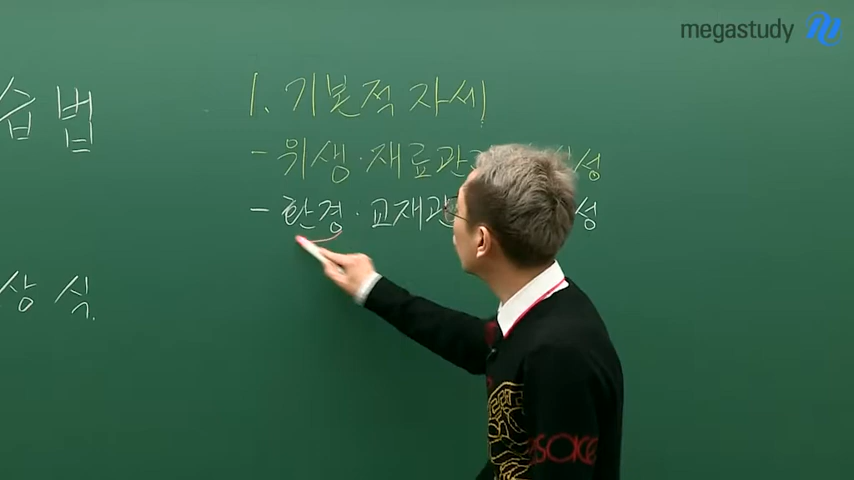 megastudy
습 법
1. 기본적 자세
- 위생·재료관 성
- 환경·교재관 성
상 식
SOKE